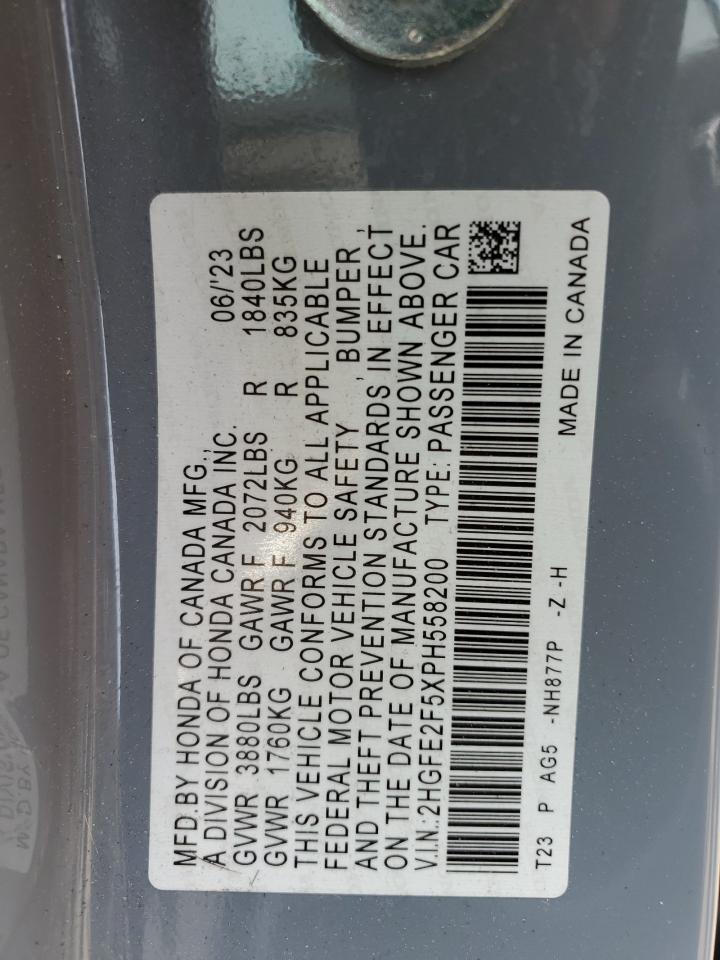 MFD.BY HONDA OF CANADA MFG., 06/'23
A DIVISION OF HONDA CANADA INC.
GVWR 3880LBS GAWR F 2072LBS R 1840LBS
GVWR 1760KG GAWR F 940KG R 835KG
THIS VEHICLE CONFORMS TO ALL APPLICABLE
FEDERAL MOTOR VEHICLE SAFETY , BUMPER ,
AND THEFT PREVENTION STANDARDS IN EFFECT
ON THE DATE OF MANUFACTURE SHOWN ABOVE.
V.I.N.:2HGFE2F5XPH558200 TYPE: PASSENGER CAR
T23 P AG5 -NH877P -Z -H
MADE IN CANADA